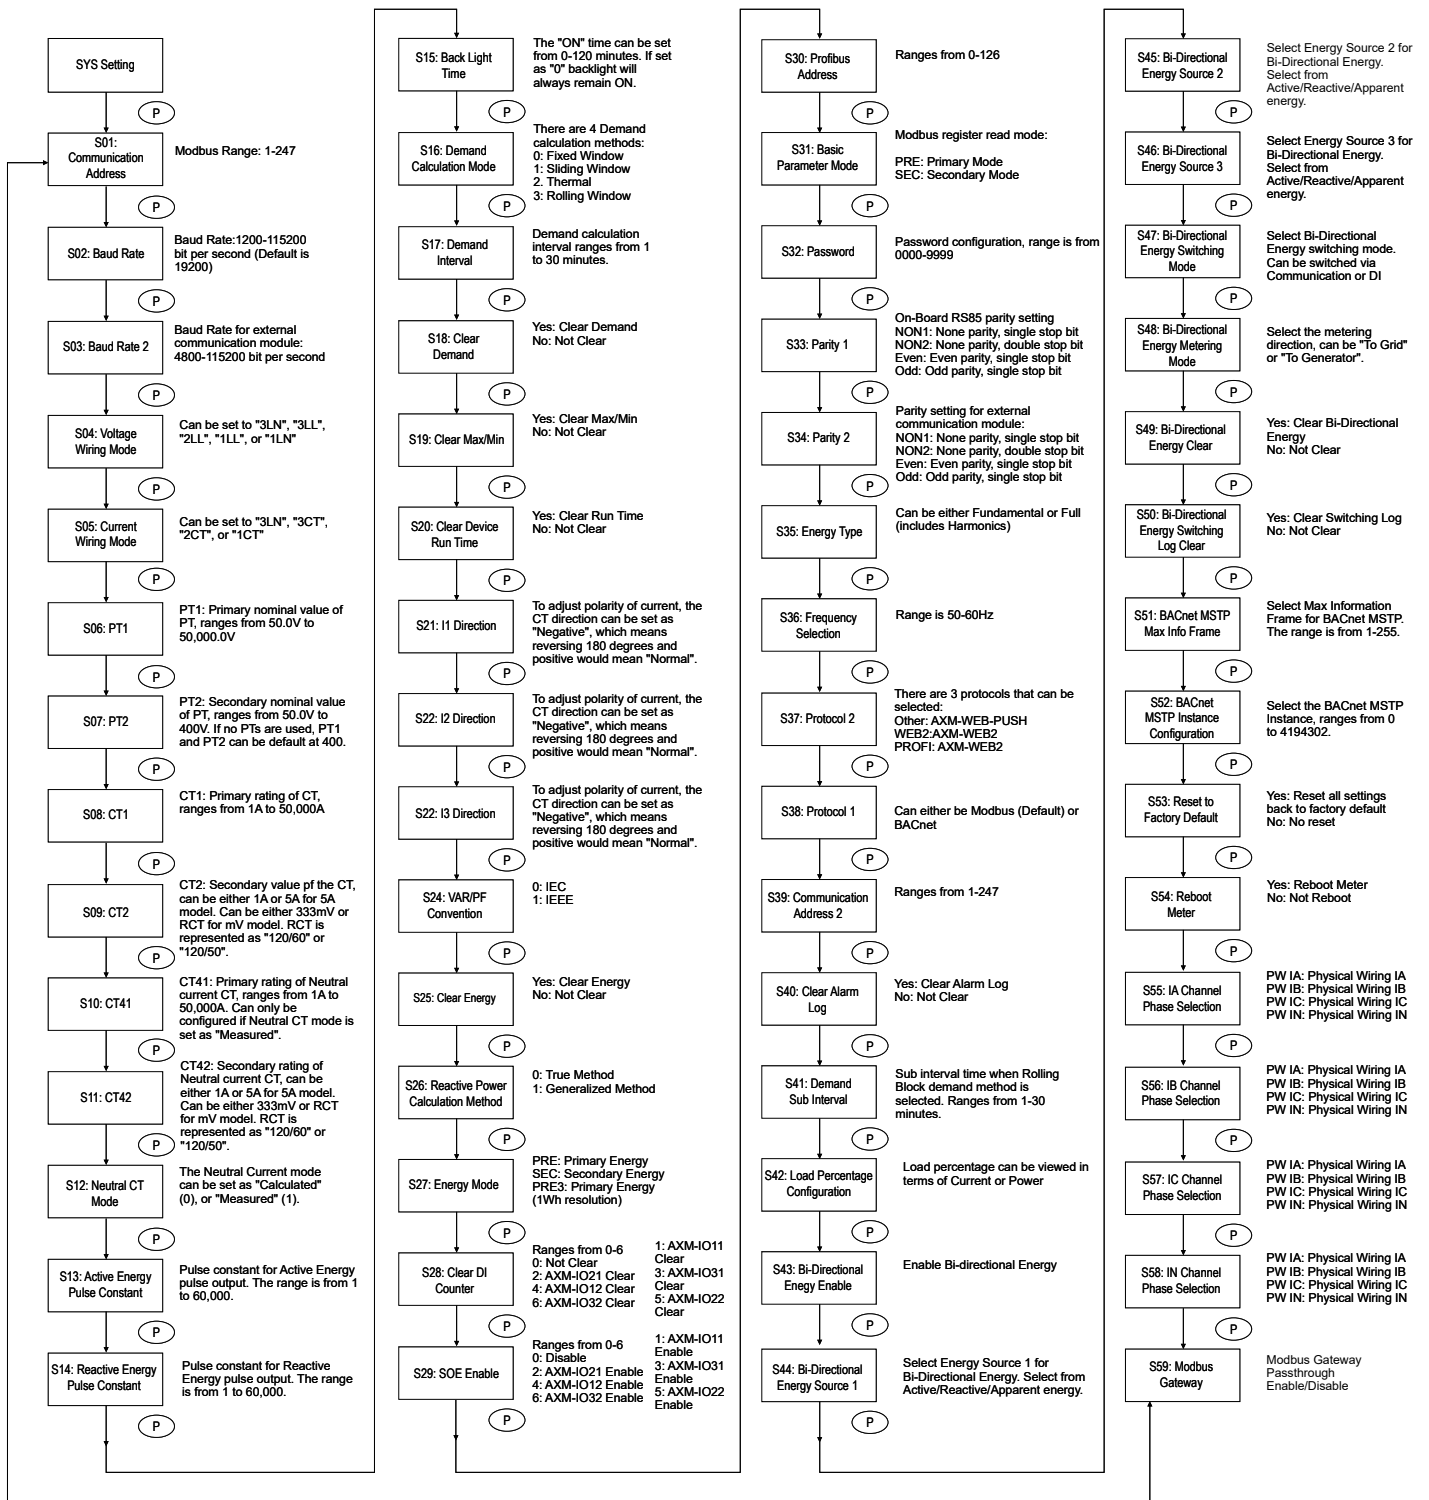 SYS Setting
P
S01:
Communication
Address
Modbus Range: 1-247
P
S02: Baud Rate
Baud Rate:1200-115200
bit per second (Default is
19200)
P
S03: Baud Rate 2
Baud Rate for external
communication module:
4800-115200 bit per second
P
S04: Voltage
Wiring Mode
Can be set to "3LN", "3LL",
"2LL", "1LL", or "1LN"
P
S05: Current
Wiring Mode
Can be set to "3LN", "3CT",
"2CT", or "1CT"
P
S06: PT1
PT1: Primary nominal value of
PT, ranges from 50.0V to
50,000.0V
P
S07: PT2
PT2: Secondary nominal value
of PT, ranges from 50.0V to
400V. If no PTs are used, PT1
and PT2 can be default at 400.
P
S08: CT1
CT1: Primary rating of CT,
ranges from 1A to 50,000A
P
S09: CT2
CT2: Secondary value pf the CT,
can be either 1A or 5A for 5A
model. Can be either 333mV or
RCT for mV model. RCT is
represented as "120/60" or
"120/50".
P
S10: CT41
CT41: Primary rating of Neutral
current CT, ranges from 1A to
50,000A. Can only be
configured if Neutral CT mode is
set as "Measured".
P
S11: CT42
CT42: Secondary rating of
Neutral current CT, can be
either 1A or 5A for 5A model.
Can be either 333mV or RCT
for mV model. RCT is
represented as "120/60" or
"120/50".
P
S12: Neutral CT
Mode
The Neutral Current mode
can be set as "Calculated"
(0), or "Measured" (1).
P
S13: Active Energy
Pulse Constant
Pulse constant for Active Energy
pulse output. The range is from 1
to 60,000.
P
S14: Reactive Energy
Pulse Constant
Pulse constant for Reactive
Energy pulse output. The range
is from 1 to 60,000.
P
S15: Back Light
Time
The "ON" time can be set
from 0-120 minutes. If set
as "0" backlight will
always remain ON.
P
S16: Demand
Calculation Mode
There are 4 Demand
calculation methods:
0: Fixed Window
1: Sliding Window
2. Thermal
3: Rolling Window
P
S17: Demand
Interval
Demand calculation
interval ranges from 1
to 30 minutes.
P
S18: Clear
Demand
Yes: Clear Demand
No: Not Clear
P
S19: Clear Max/Min
Yes: Clear Max/Min
No: Not Clear
P
S20: Clear Device
Run Time
Yes: Clear Run Time
No: Not Clear
P
S21: I1 Direction
To adjust polarity of current, the
CT direction can be set as
"Negative", which means
reversing 180 degrees and
positive would mean "Normal".
P
S22: I2 Direction
To adjust polarity of current, the
CT direction can be set as
"Negative", which means
reversing 180 degrees and
positive would mean "Normal".
P
S22: I3 Direction
To adjust polarity of current, the
CT direction can be set as
"Negative", which means
reversing 180 degrees and
positive would mean "Normal".
P
S24: VAR/PF
Convention
0: IEC
1: IEEE
P
S25: Clear Energy
Yes: Clear Energy
No: Not Clear
P
S26: Reactive Power
Calculation Method
0: True Method
1: Generalized Method
P
S27: Energy Mode
PRE: Primary Energy
SEC: Secondary Energy
PRE3: Primary Energy
(1Wh resolution)
P
S28: Clear DI
Counter
Ranges from 0-6
0: Not Clear
2: AXM-IO21 Clear
4: AXM-IO12 Clear
6: AXM-IO32 Clear
1: AXM-IO11
Clear
3: AXM-IO31
Clear
5: AXM-IO22
Clear
P
S29: SOE Enable
Ranges from 0-6
0: Disable
2: AXM-IO21 Enable
4: AXM-IO12 Enable
6: AXM-IO32 Enable
1: AXM-IO11
Enable
3: AXM-IO31
Enable
5: AXM-IO22
Enable
P
S30: Profibus
Address
Ranges from 0-126
P
S31: Basic
Parameter Mode
Modbus register read mode:
PRE: Primary Mode
SEC: Secondary Mode
P
S32: Password
Password configuration, range is from
0000-9999
P
S33: Parity 1
On-Board RS85 parity setting
NON1: None parity, single stop bit
NON2: None parity, double stop bit
Even: Even parity, single stop bit
Odd: Odd parity, single stop bit
P
S34: Parity 2
Parity setting for external
communication module:
NON1: None parity, single stop bit
NON2: None parity, double stop bit
Even: Even parity, single stop bit
Odd: Odd parity, single stop bit
P
S35: Energy Type
Can be either Fundamental or Full
(includes Harmonics)
P
S36: Frequency
Selection
Range is 50-60Hz
P
S37: Protocol 2
There are 3 protocols that can be
selected:
Other: AXM-WEB-PUSH
WEB2:AXM-WEB2
PROFI: AXM-WEB2
P
S38: Protocol 1
Can either be Modbus (Default) or
BACnet
P
S39: Communication
Address 2
Ranges from 1-247
P
S40: Clear Alarm
Log
Yes: Clear Alarm Log
No: Not Clear
P
S41: Demand
Sub Interval
Sub interval time when Rolling
Block demand method is
selected. Ranges from 1-30
minutes.
P
S42: Load Percentage
Configuration
Load percentage can be viewed in
terms of Current or Power
P
S43: Bi-Directional
Enegy Enable
Enable Bi-directional Energy
P
S44: Bi-Directional
Energy Source 1
Select Energy Source 1 for
Bi-Directional Energy. Select from
Active/Reactive/Apparent energy.
P
S45: Bi-Directional
Energy Source 2
Select Energy Source 2 for
Bi-Directional Energy.
Select from
Active/Reactive/Apparent
energy.
P
S46: Bi-Directional
Energy Source 3
Select Energy Source 3 for
Bi-Directional Energy.
Select from
Active/Reactive/Apparent
energy.
P
S47: Bi-Directional
Energy Switching
Mode
Select Bi-Directional
Energy switching mode.
Can be switched via
Communication or DI
P
S48: Bi-Directional
Energy Metering
Mode
Select the metering
direction, can be "To Grid"
or "To Generator".
P
S49: Bi-Directional
Energy Clear
Yes: Clear Bi-Directional
Energy
No: Not Clear
P
S50: Bi-Directional
Energy Switching
Log Clear
Yes: Clear Switching Log
No: Not Clear
P
S51: BACnet MSTP
Max Info Frame
Select Max Information
Frame for BACnet MSTP.
The range is from 1-255.
P
S52: BACnet
MSTP Instance
Configuration
Select the BACnet MSTP
Instance, ranges from 0
to 4194302.
P
S53: Reset to
Factory Default
Yes: Reset all settings
back to factory default
No: No reset
P
S54: Reboot
Meter
Yes: Reboot Meter
No: Not Reboot
P
S55: IA Channel
Phase Selection
PW IA: Physical Wiring IA
PW IB: Physical Wiring IB
PW IC: Physical Wiring IC
PW IN: Physical Wiring IN
P
S56: IB Channel
Phase Selection
PW IA: Physical Wiring IA
PW IB: Physical Wiring IB
PW IC: Physical Wiring IC
PW IN: Physical Wiring IN
P
S57: IC Channel
Phase Selection
PW IA: Physical Wiring IA
PW IB: Physical Wiring IB
PW IC: Physical Wiring IC
PW IN: Physical Wiring IN
P
S58: IN Channel
Phase Selection
PW IA: Physical Wiring IA
PW IB: Physical Wiring IB
PW IC: Physical Wiring IC
PW IN: Physical Wiring IN
P
S59: Modbus
Gateway
Modbus Gateway
Passthrough
Enable/Disable